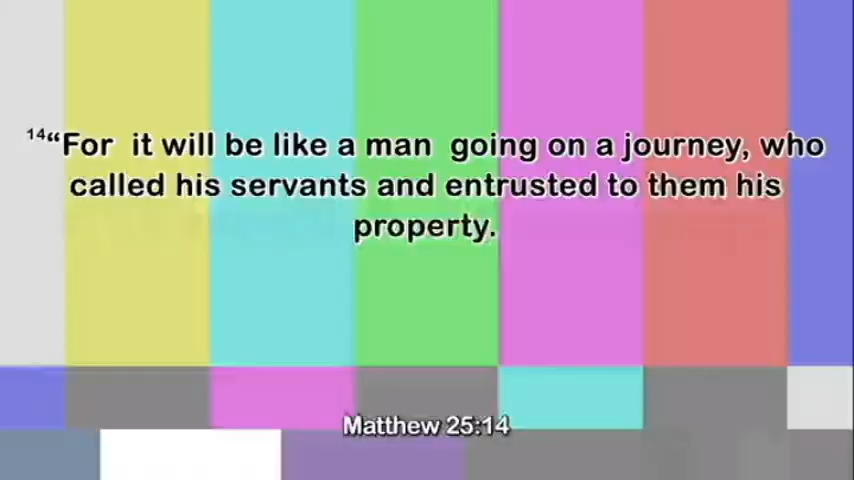 ¹⁴“For it will be like a man going on a journey, who
called his servants and entrusted to them his
property.
Matthew 25:14